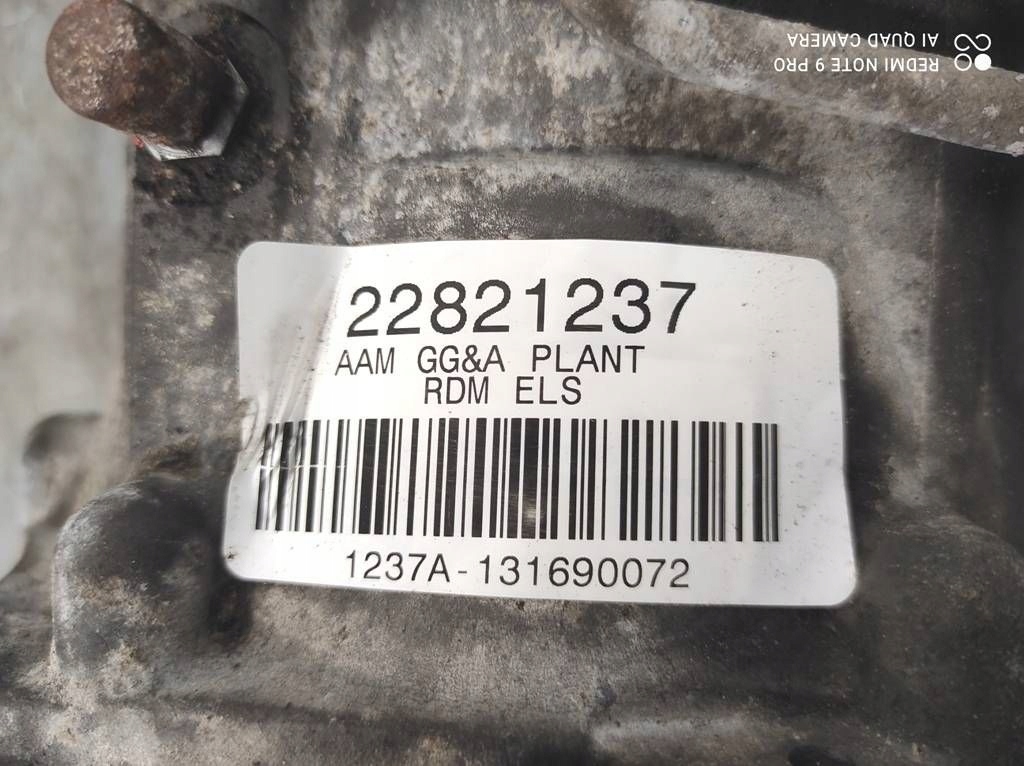 REDMI NOTE 9 PRO
AI QUAD CAMERA
22821237
AAM GG&A PLANT
RDM ELS
1237A-131690072